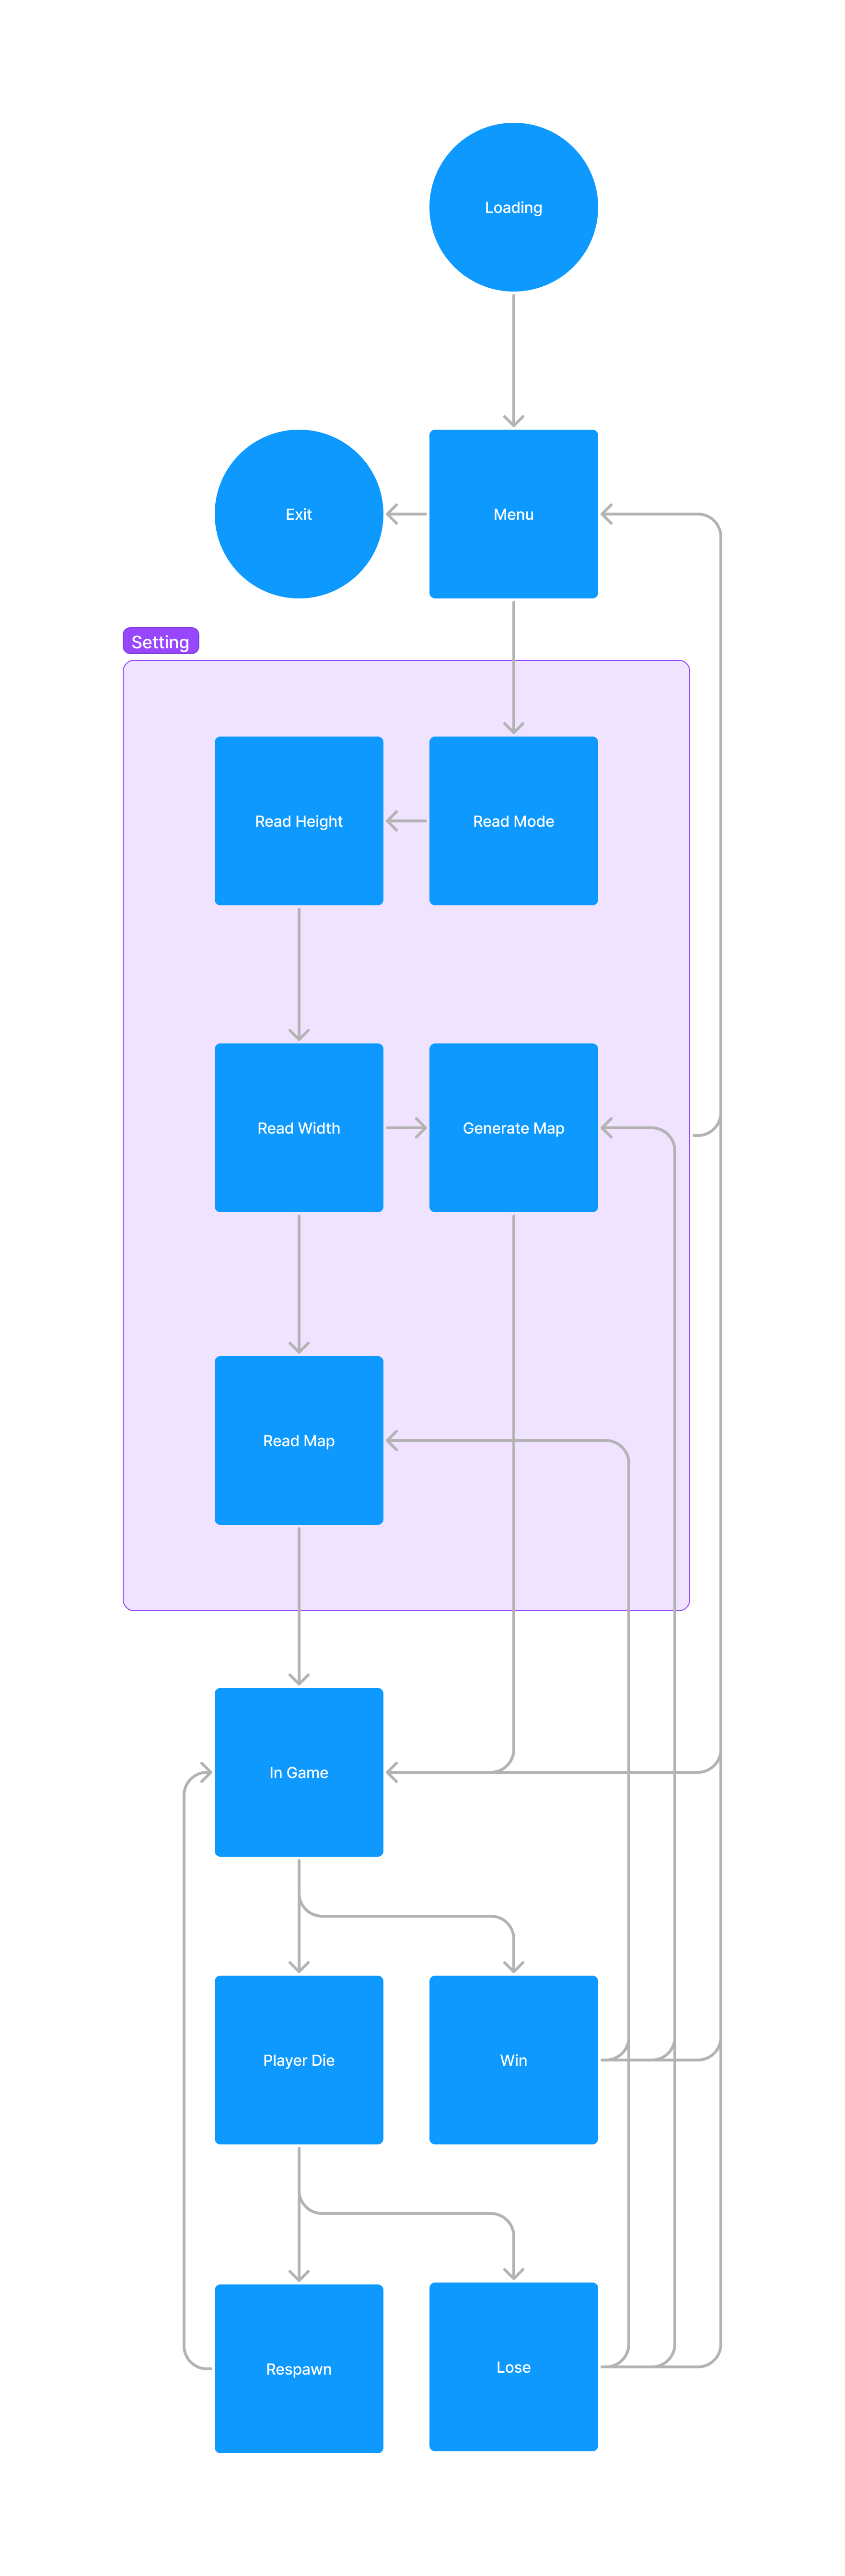 Loading
Exit
Menu
Setting
Read Height
Read Mode
Read Width
Generate Map
Read Map
In Game
Player Die
Win
Respawn
Lose